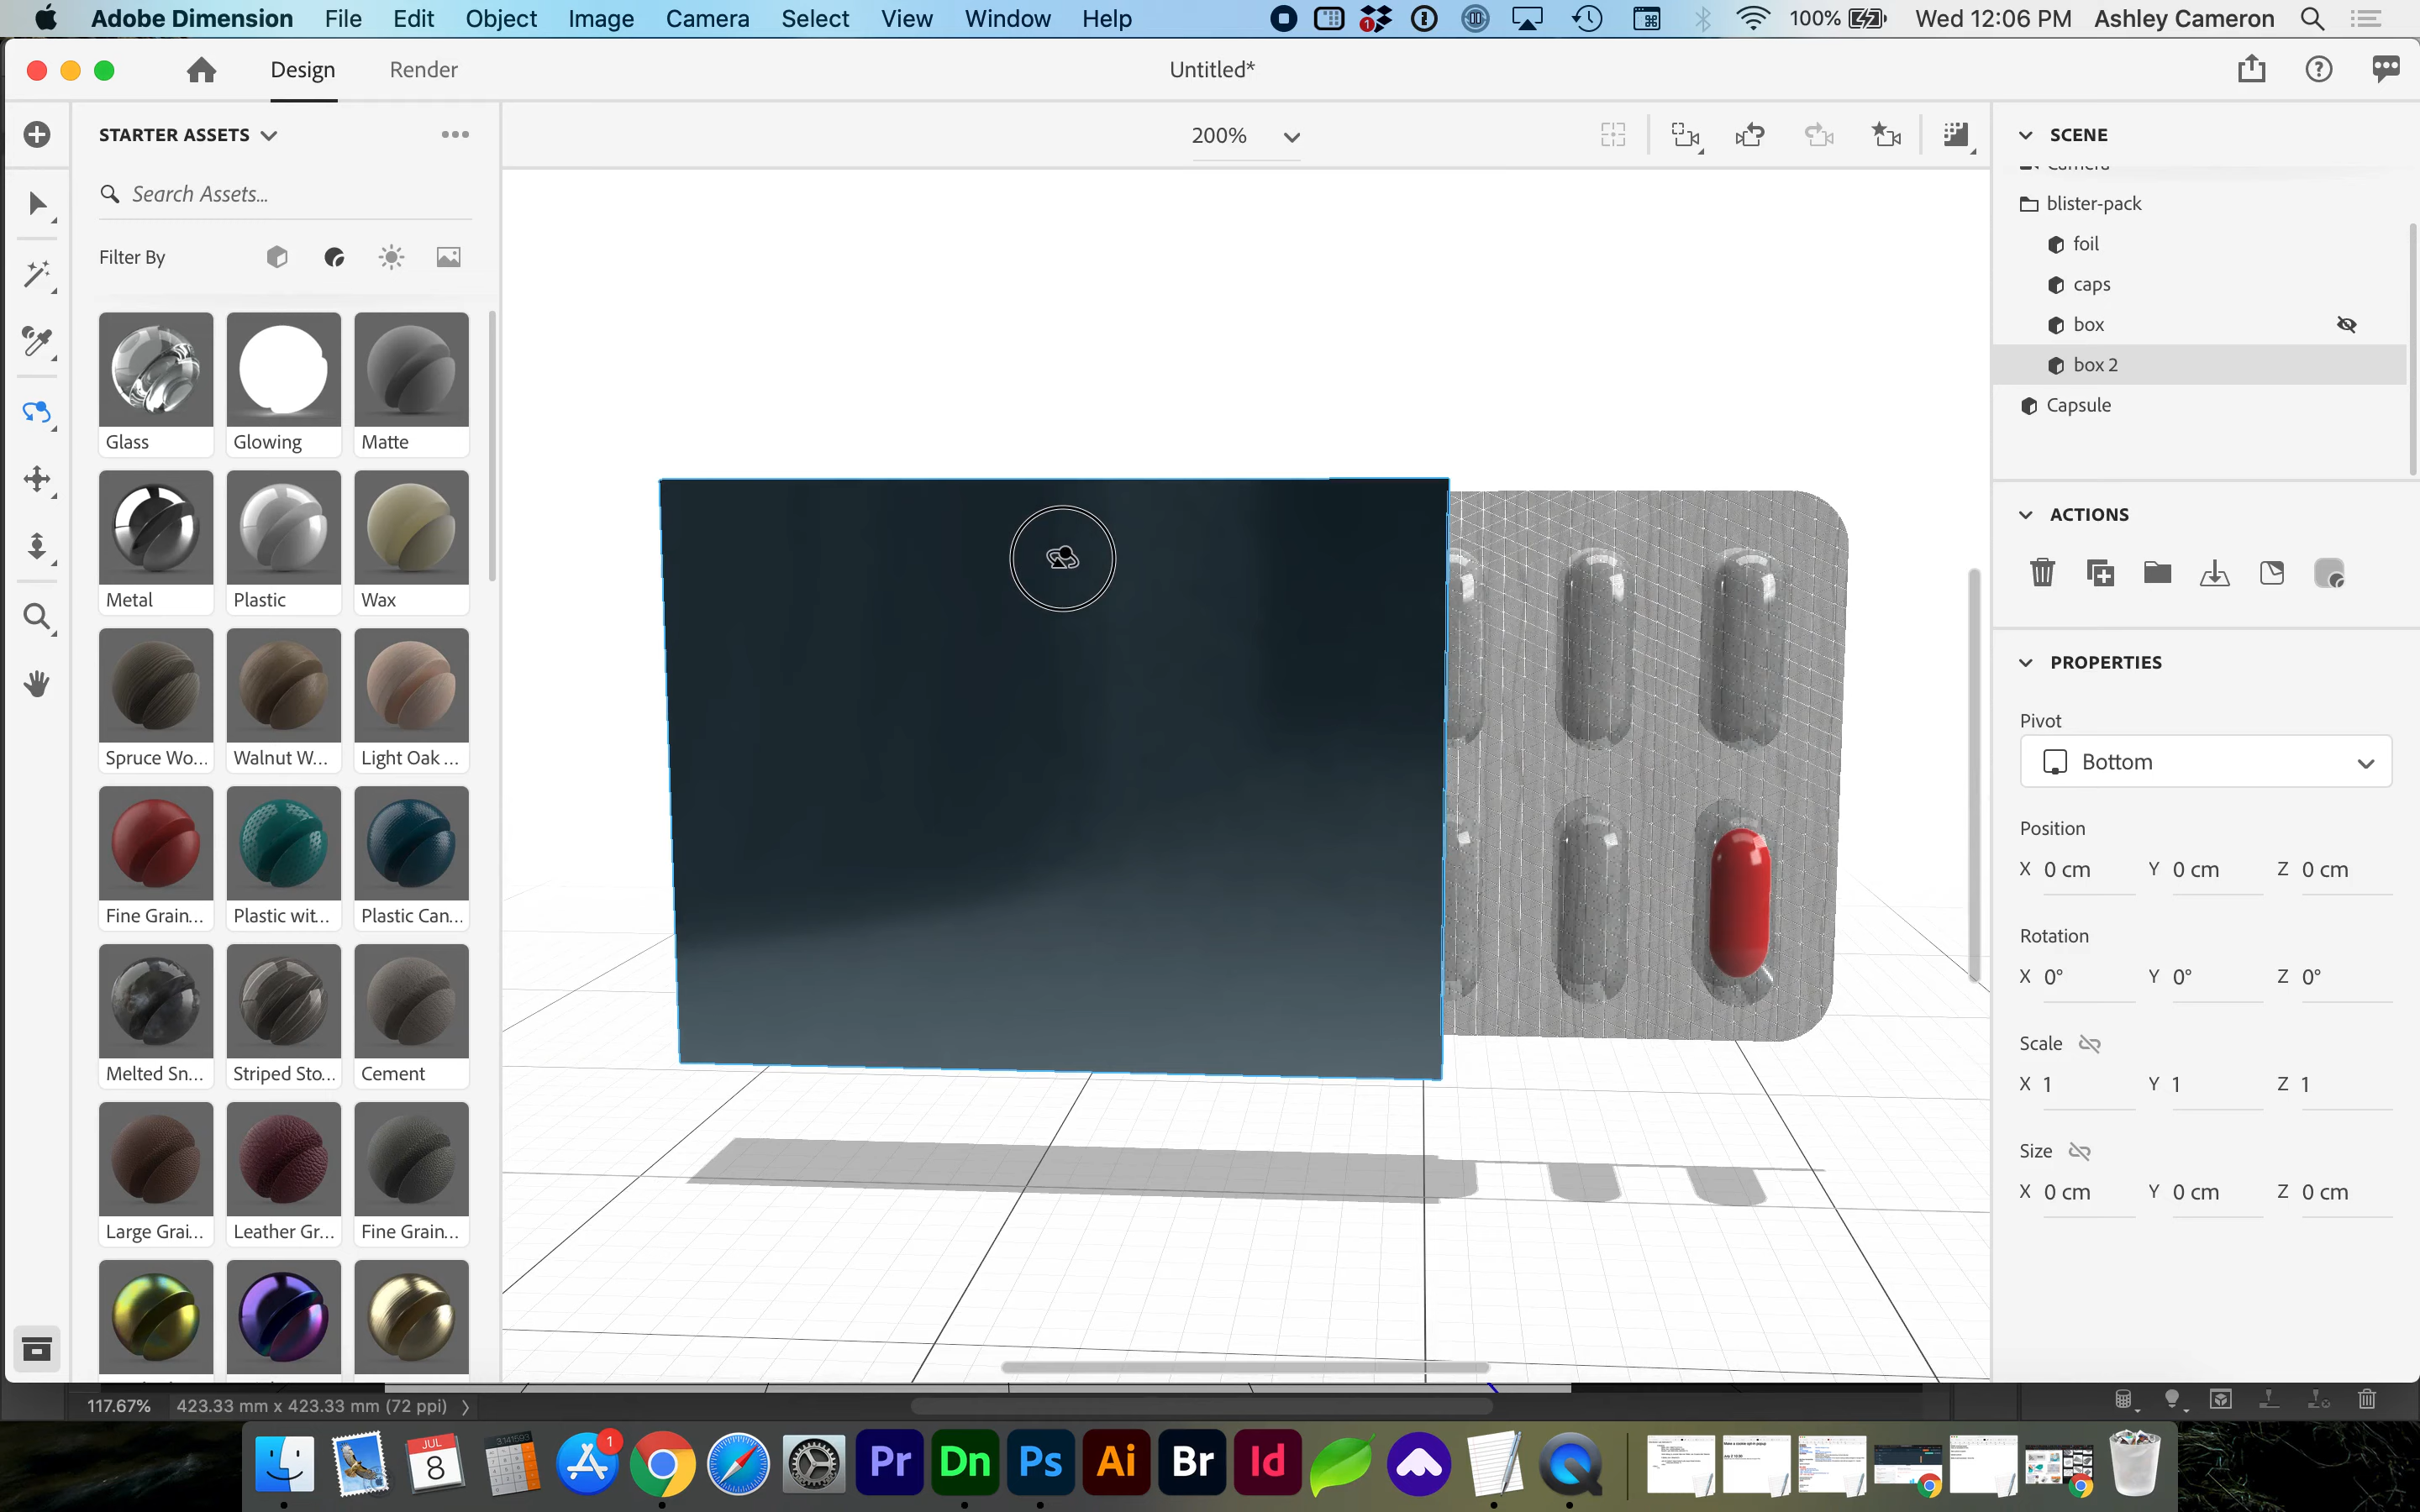 Adobe Dimension File Edit Object Image Camera Select View Window Help 1 100% Wed 12:06 PM Ashley Cameron
Design Render Untitled*
STARTER ASSETS
Search Assets...
Filter By
Glass Glowing Matte
Metal Plastic Wax
Spruce Wo... Walnut W... Light Oak ...
Fine Grain... Plastic wit... Plastic Can...
Melted Sn... Striped Sto... Cement
Large Grai... Leather Gr... Fine Grain...
200%
SCENE
Camera
blister-pack
foil
caps
box
box 2
Capsule
ACTIONS
PROPERTIES
Pivot
Bottom
Position
X 0 cm Y 0 cm Z 0 cm
Rotation
X 0° Y 0° Z 0°
Scale
X 1 Y 1 Z 1
Size
X 0 cm Y 0 cm Z 0 cm
117.67% 423.33 mm x 423.33 mm (72 ppi)
JUL
8
3.141593
1
Pr Dn Ps Ai Br Id